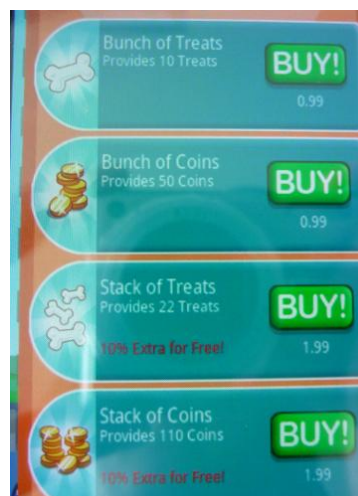 Bunch of Treats
Provides 10 Treats
BUY!
0.99
Bunch of Coins
Provides 50 Coins
BUY!
0.99
Stack of Treats
Provides 22 Treats
10% Extra for Free!
BUY!
1.99
Stack of Coins
Provides 110 Coins
10% Extra for Free!
BUY!
1.99